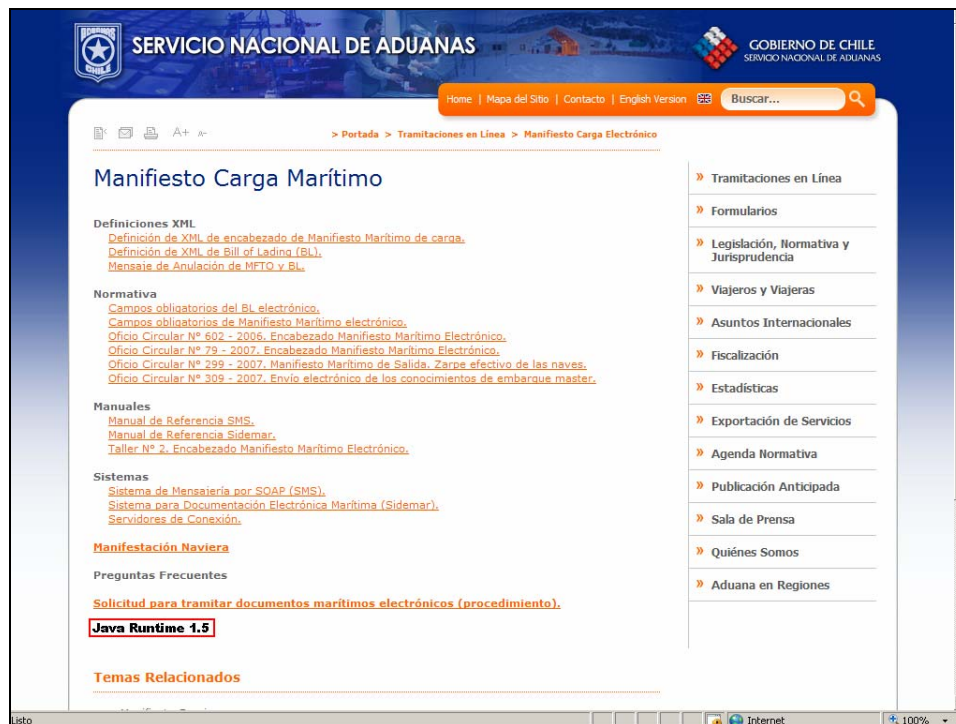 ADUANAS
CHILE
SERVICIO NACIONAL DE ADUANAS
GOBIERNO DE CHILE
SERVICIO NACIONAL DE ADUANAS
Home | Mapa del Sitio | Contacto | English Version
Buscar...
A+ A-
> Portada > Tramitaciones en Línea > Manifiesto Carga Electrónico
Manifiesto Carga Marítimo
Definiciones XML
Definición de XML de encabezado de Manifiesto Marítimo de carga.
Definición de XML de Bill of Lading (BL).
Mensaje de Anulación de MFTO y BL.
Normativa
Campos obligatorios del BL electrónico.
Campos obligatorios de Manifiesto Marítimo electrónico.
Oficio Circular Nº 602 - 2006. Encabezado Manifiesto Marítimo Electrónico.
Oficio Circular Nº 79 - 2007. Encabezado Manifiesto Marítimo Electrónico.
Oficio Circular Nº 299 - 2007. Manifiesto Marítimo de Salida. Zarpe efectivo de las naves.
Oficio Circular Nº 309 - 2007. Envío electrónico de los conocimientos de embarque master.
Manuales
Manual de Referencia SMS.
Manual de Referencia Sidemar.
Taller Nº 2. Encabezado Manifiesto Marítimo Electrónico.
Sistemas
Sistema de Mensajería por SOAP (SMS).
Sistema para Documentación Electrónica Marítima (Sidemar).
Servidores de Conexión.
Manifestación Naviera
Preguntas Frecuentes
Solicitud para tramitar documentos marítimos electrónicos (procedimiento).
Java Runtime 1.5
Temas Relacionados
» Tramitaciones en Línea
» Formularios
» Legislación, Normativa y
Jurisprudencia
» Viajeros y Viajeras
» Asuntos Internacionales
» Fiscalización
» Estadísticas
» Exportación de Servicios
» Agenda Normativa
» Publicación Anticipada
» Sala de Prensa
» Quiénes Somos
» Aduana en Regiones
Listo
Internet
100%